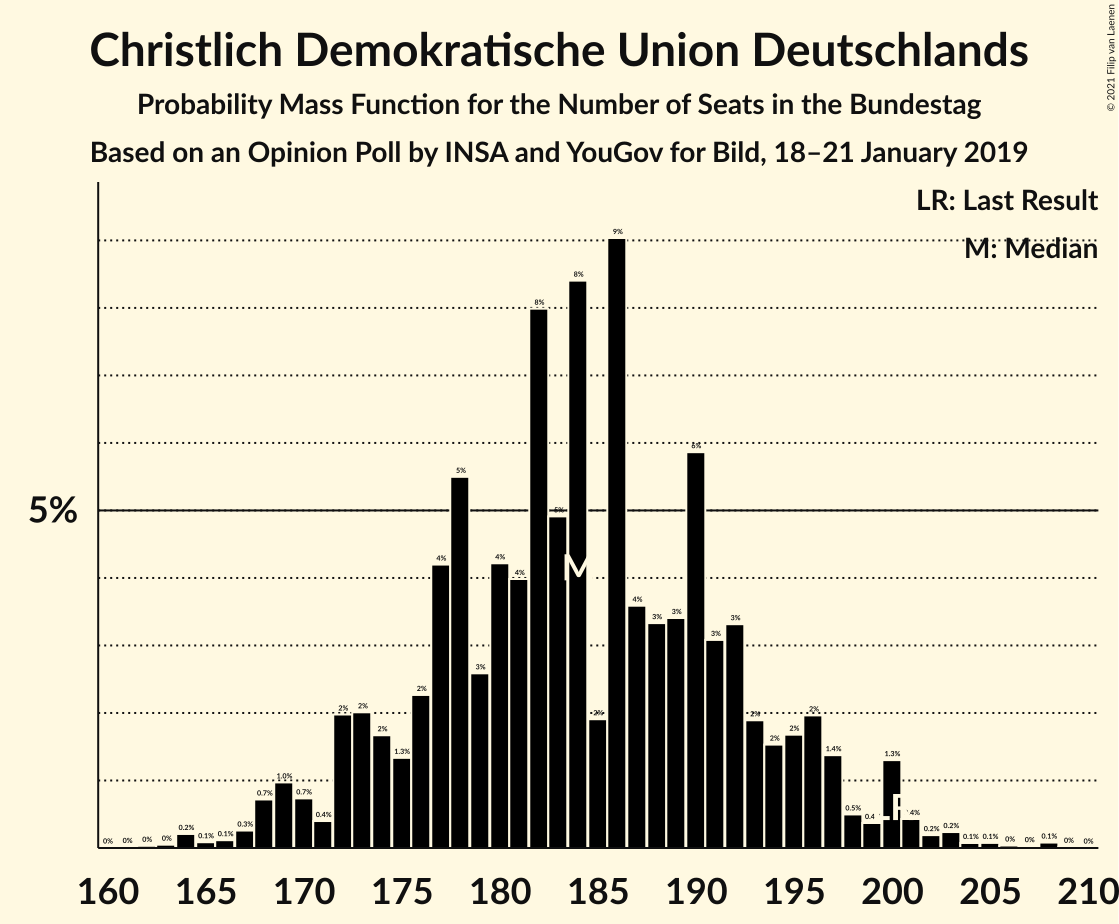 Christlich Demokratische Union Deutschlands
Probability Mass Function for the Number of Seats in the Bundestag
Based on an Opinion Poll by INSA and YouGov for Bild, 18–21 January 2019
© 2021 Filip van Laenen
LR: Last Result
M: Median
5%
0% 0% 0% 0% 0.2% 0.1% 0.1% 0.3% 0.7% 1.0% 0.7% 0.4% 2% 2% 2% 1.3% 2% 4% 5% 3% 4% 4% 8% 5% 8% 2% 9% 4% 3% 3% 6% 3% 3% 2% 2% 2% 2% 1.4% 0.5% 0.4 1.3% 4% 0.2% 0.2% 0.1% 0.1% 0% 0% 0.1% 0% 0%
M
160 165 170 175 180 185 190 195 200 205 210